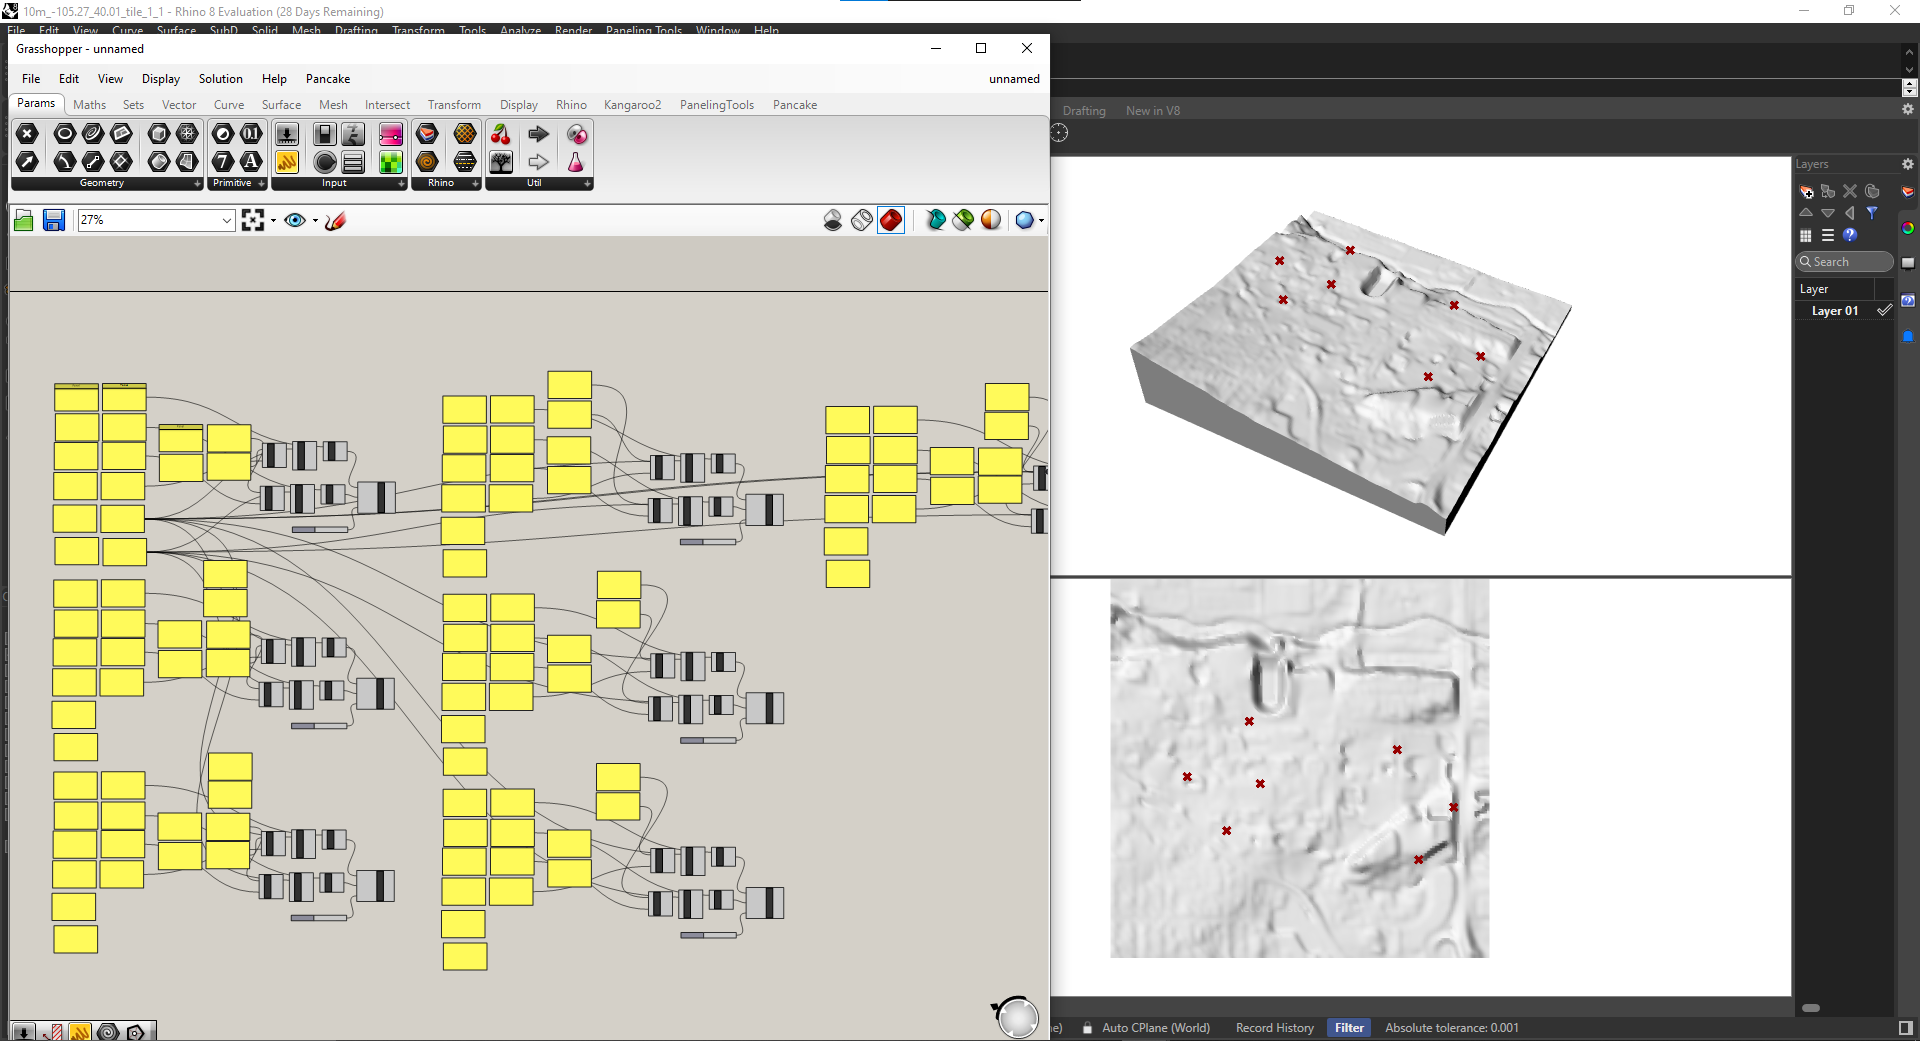 10m_-105.27_40.01_tile_1_1 - Rhino 8 Evaluation (28 Days Remaining)
File Edit View Curve Surface SubD Solid Mesh Drafting Transform Tools Analyze Render Paneling Tools Window Help
Grasshopper - unnamed
File Edit View Display Solution Help Pancake unnamed
Params Maths Sets Vector Curve Surface Mesh Intersect Transform Display Rhino Kangaroo2 PanelingTools Pancake
Geometry Primitive Input Rhino Util
27%
Drafting New in V8
Layers
Search
Layer
Layer 01
Auto CPlane (World) Record History Filter Absolute tolerance: 0.001